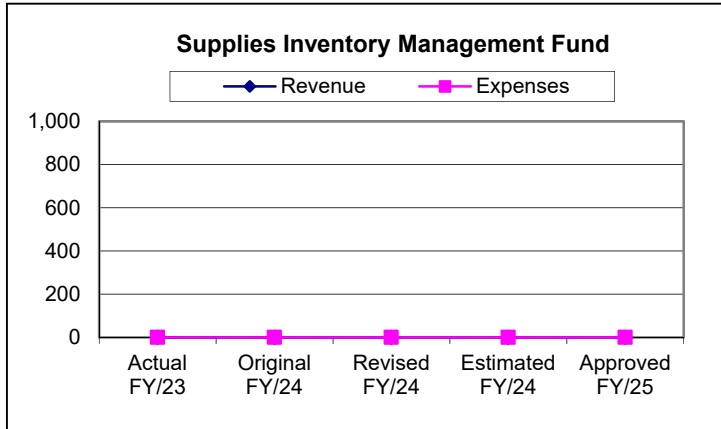 Supplies Inventory Management Fund
Revenue Expenses
1,000
800
600
400
200
0
Actual Original Revised Estimated Approved
FY/23 FY/24 FY/24 FY/24 FY/25